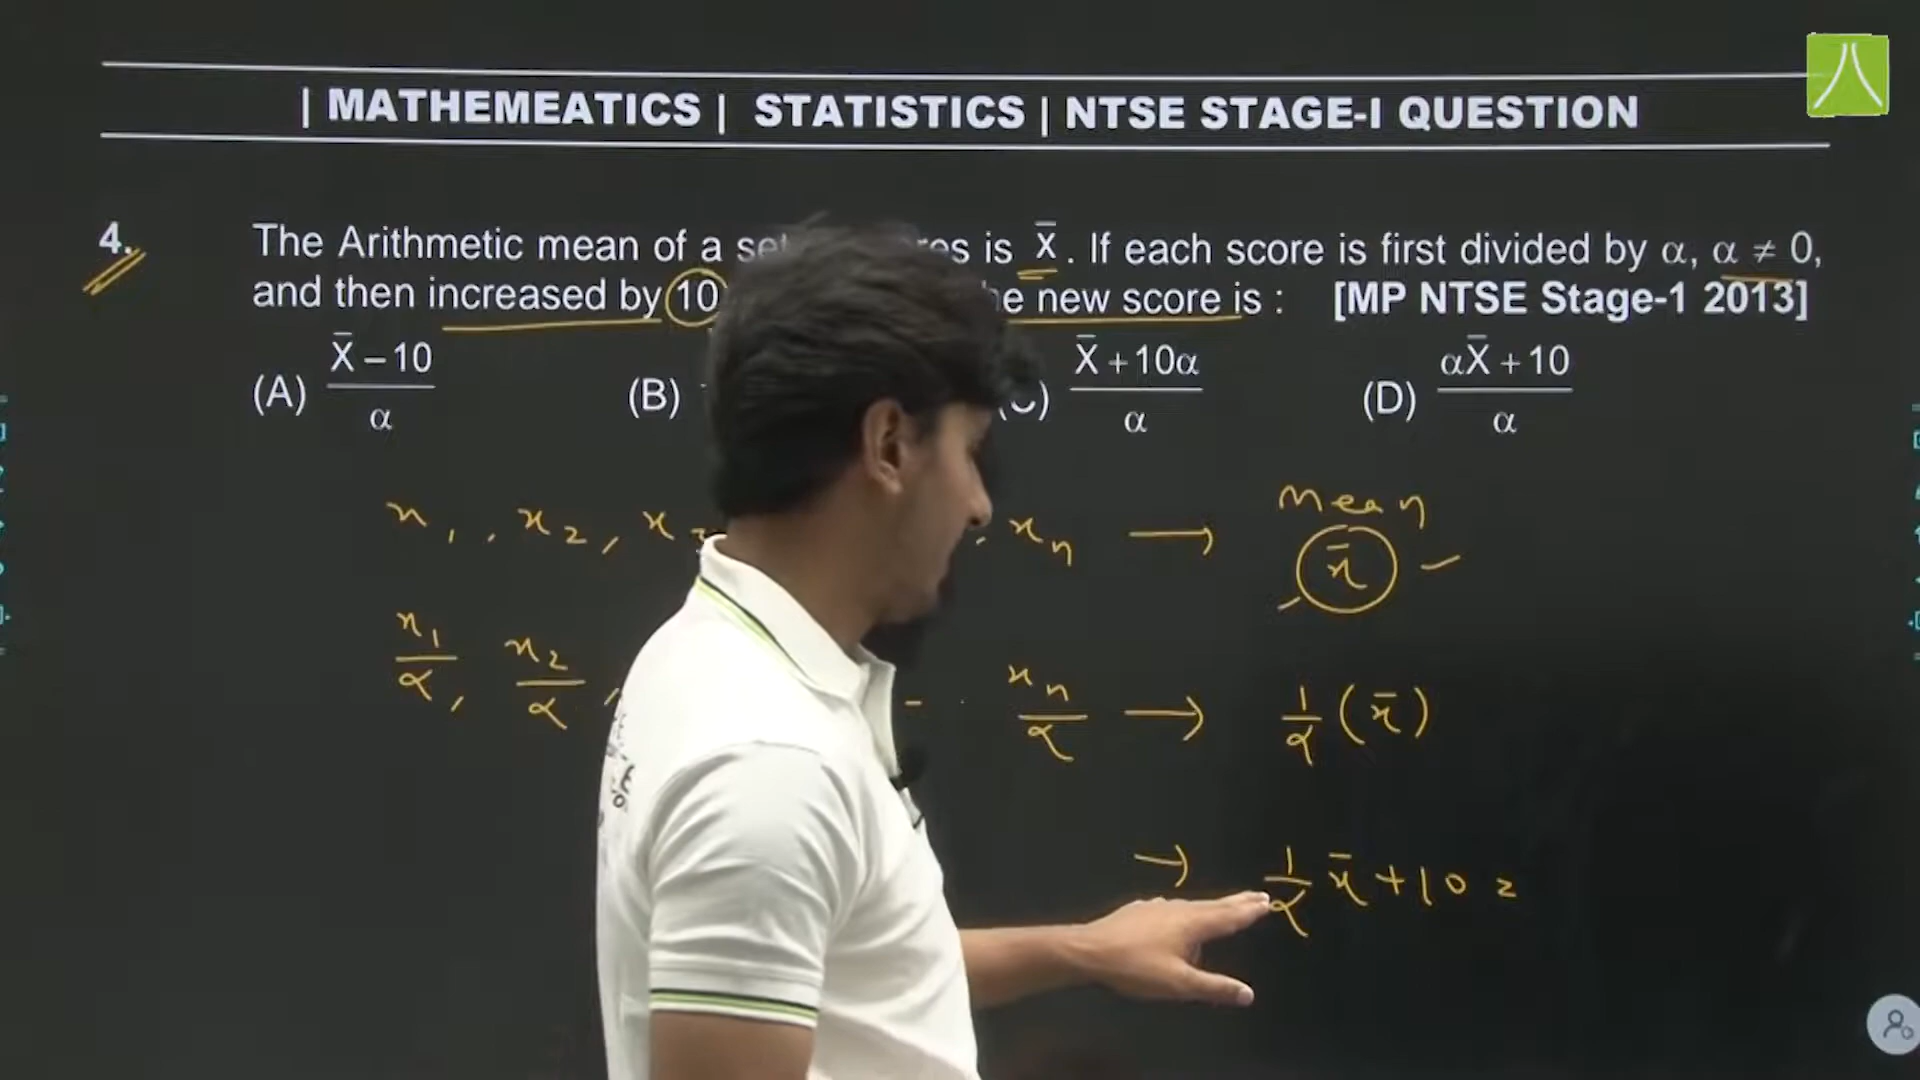 | MATHEMEATICS | STATISTICS | NTSE STAGE-I QUESTION
4. The Arithmetic mean of a is X̄. If each score is first divided by α, α ≠ 0,
and then increased by 10 new score is : [MP NTSE Stage-1 2013]
(A) (X̄ – 10)/α (B) (C) (X̄ + 10α)/α (D) (αX̄ + 10)/α
x₁, x₂, x₃ . xₙ → mean
x̄
x₁/α, x₂/α, - xₙ/α → 1/α (x̄)
→ 1/α x̄ + 10 =